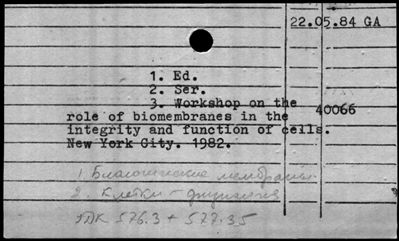 22.05.84 GA
1. Ed.
2. Ser.
3. Workshop on the
40066
role of biomembranes in the
integrity and function of cells.
New York City. 1982.
1. Биологические мембраны
2. Клетки - функция
УДК 576.3 + 577.35